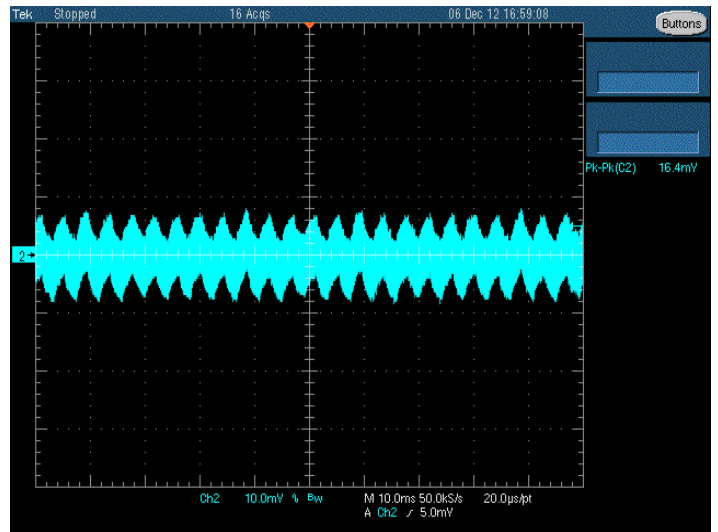 Tek Stopped 16 Acqs 06 Dec 12 16:59:08
Buttons
Pk-Pk(C2) 16.4mV
2
Ch2 10.0mV ∿ Bw M 10.0ms 50.0kS/s 20.0µs/pt
A Ch2 ⁄ 5.0mV